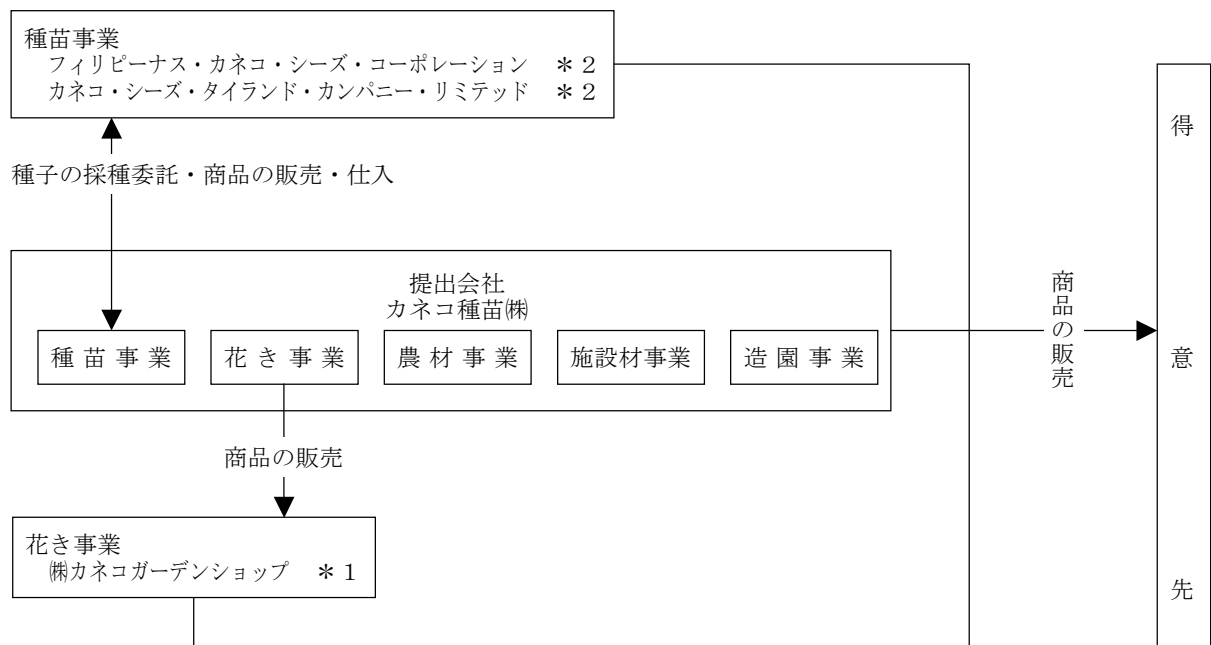 種苗事業
フィリピーナス・カネコ・シーズ・コーポレーション ＊２
カネコ・シーズ・タイランド・カンパニー・リミテッド ＊２
種子の採種委託・商品の販売・仕入
提出会社
カネコ種苗㈱
種苗事業
花き事業
農材事業
施設材事業
造園事業
商品の販売
得意先
商品の販売
花き事業
㈱カネコガーデンショップ ＊１